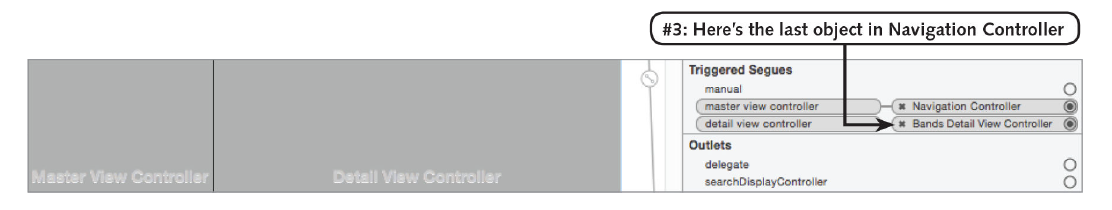 #3: Here's the last object in Navigation Controller
Triggered Segues
manual
master view controller
✖ Navigation Controller
detail view controller
✖ Bands Detail View Controller
Outlets
delegate
searchDisplayController
Master View Controller
Detail View Controller